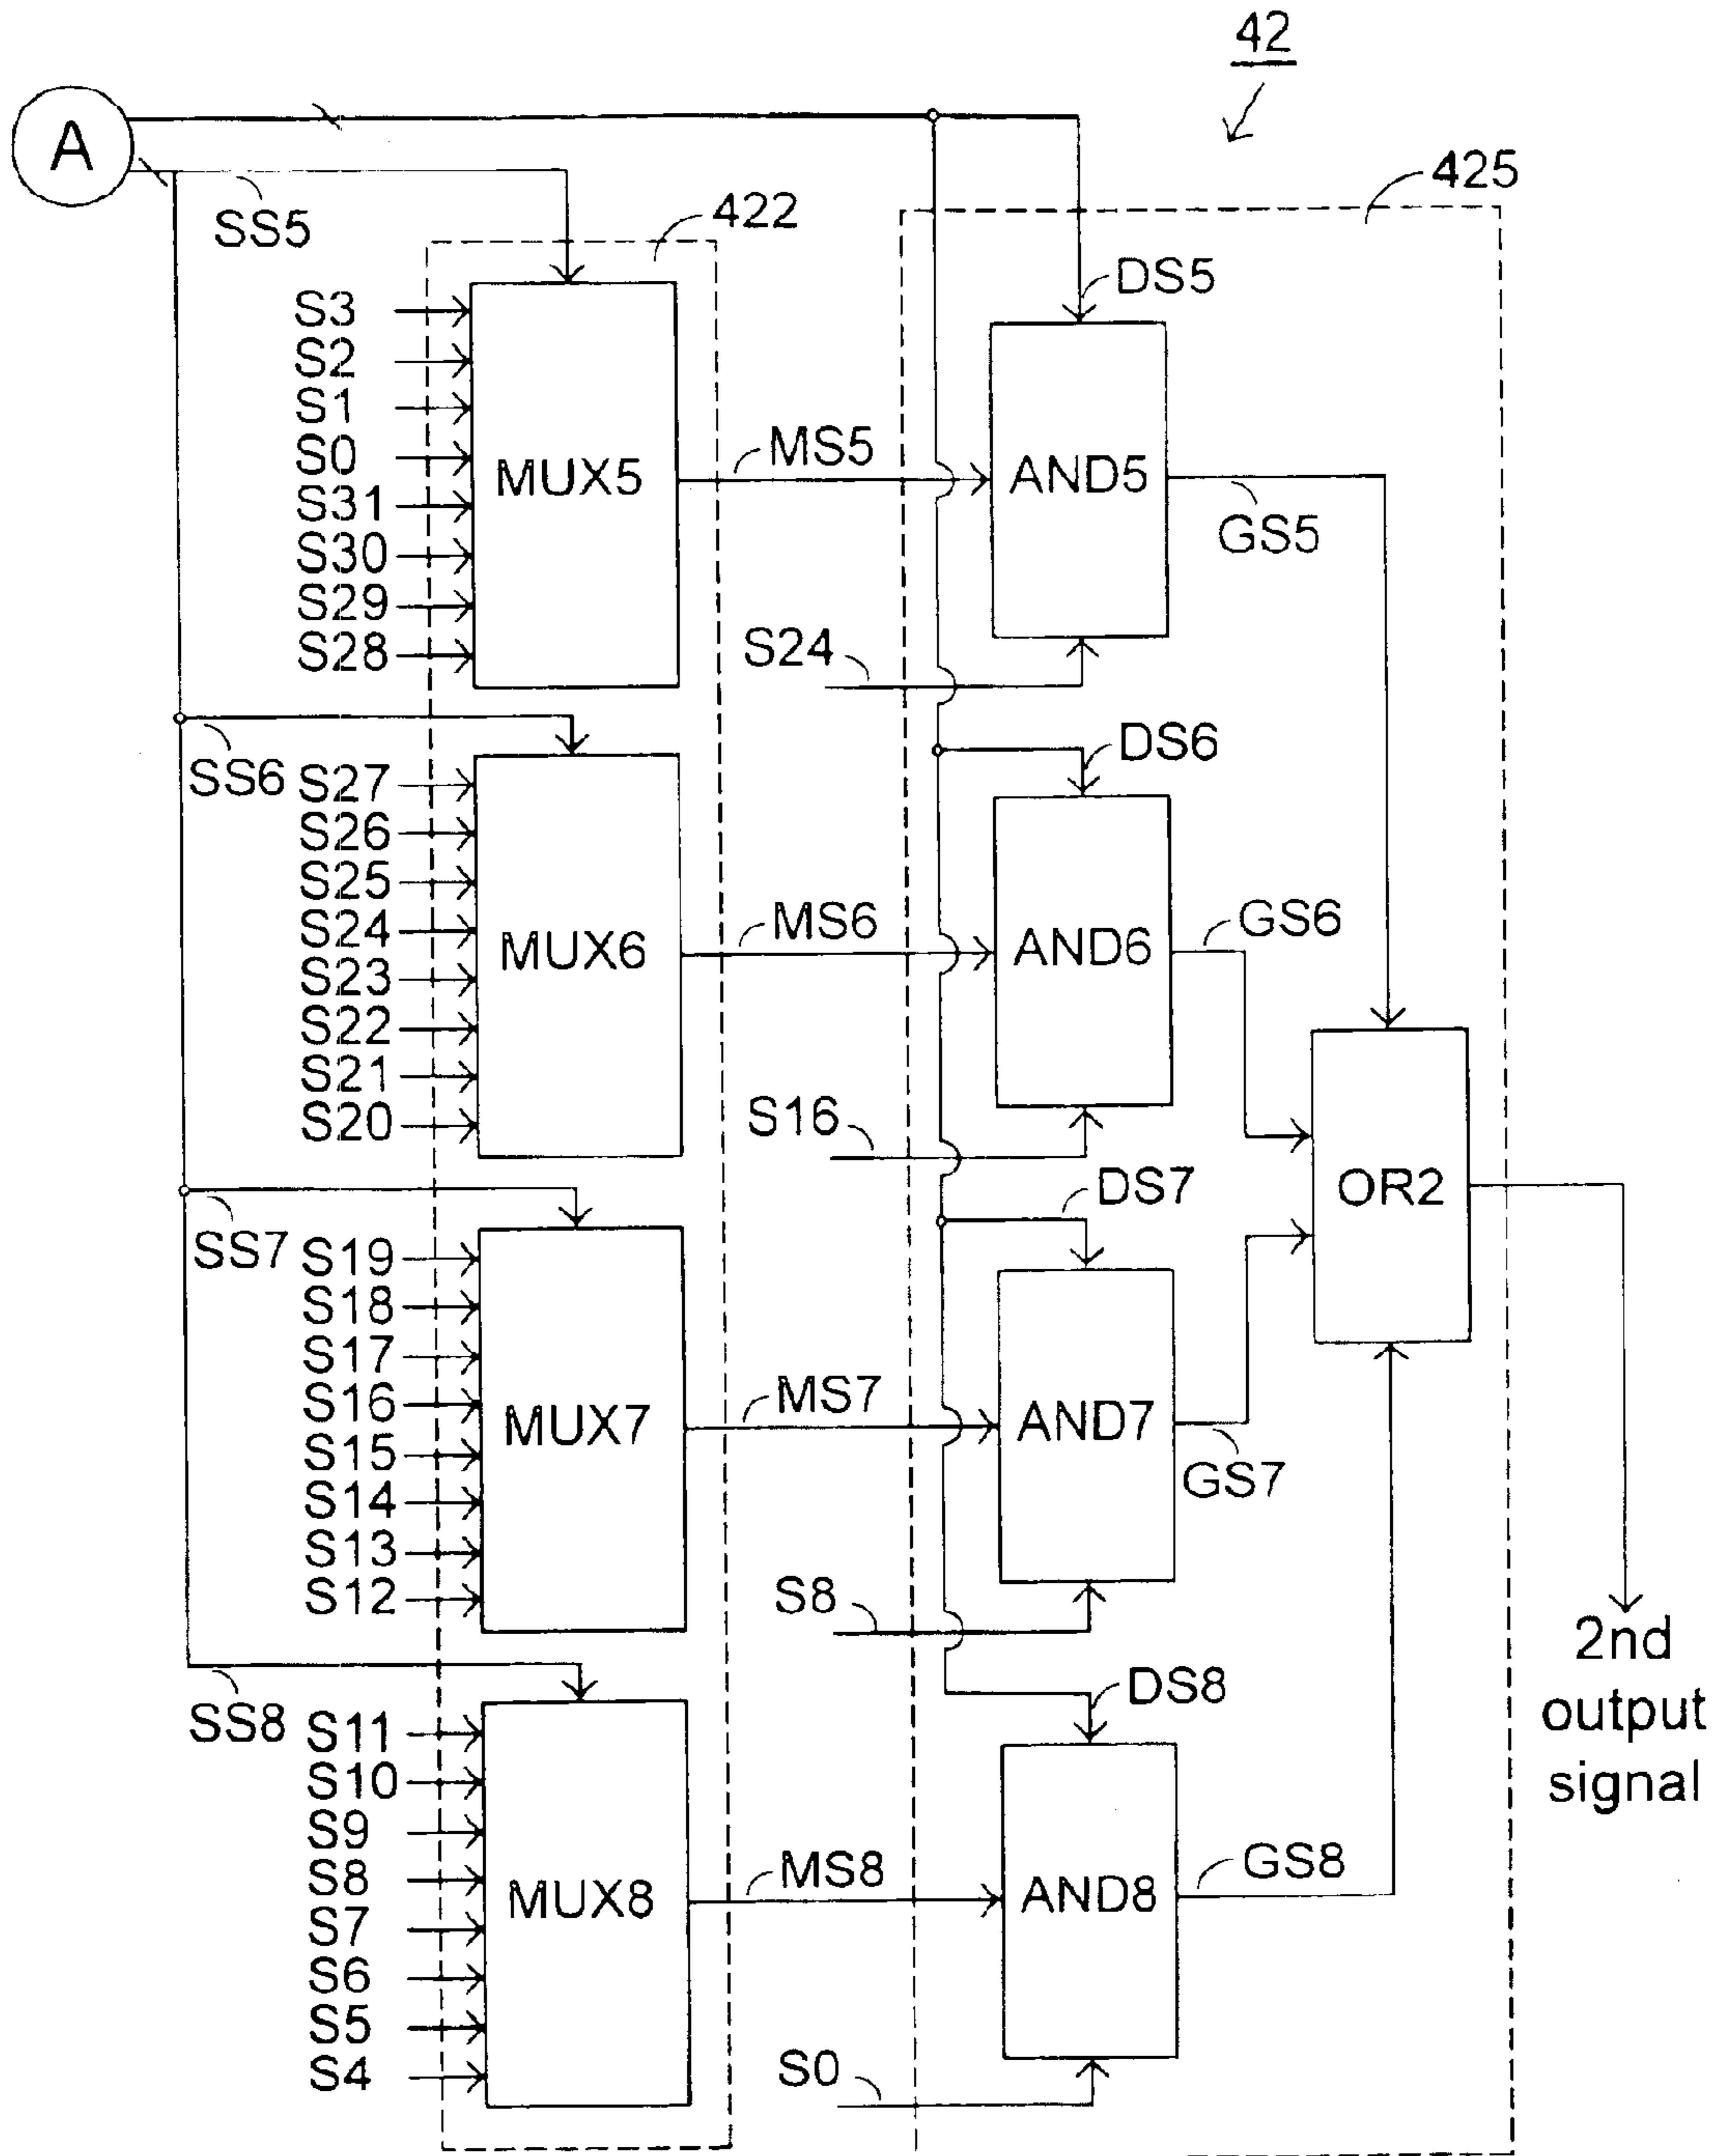 42
A
425
422
SS5
DS5
S3
S2
S1
S0
S31
S30
S29
S28
MUX5
MS5
AND5
GS5
S24
DS6
SS6
S27
S26
S25
S24
S23
S22
S21
S20
MUX6
MS6
AND6
GS6
S16
OR2
DS7
SS7
S19
S18
S17
S16
S15
S14
S13
S12
MUX7
MS7
AND7
GS7
S8
2nd
output
signal
DS8
SS8
S11
S10
S9
S8
S7
S6
S5
S4
MUX8
MS8
AND8
GS8
S0